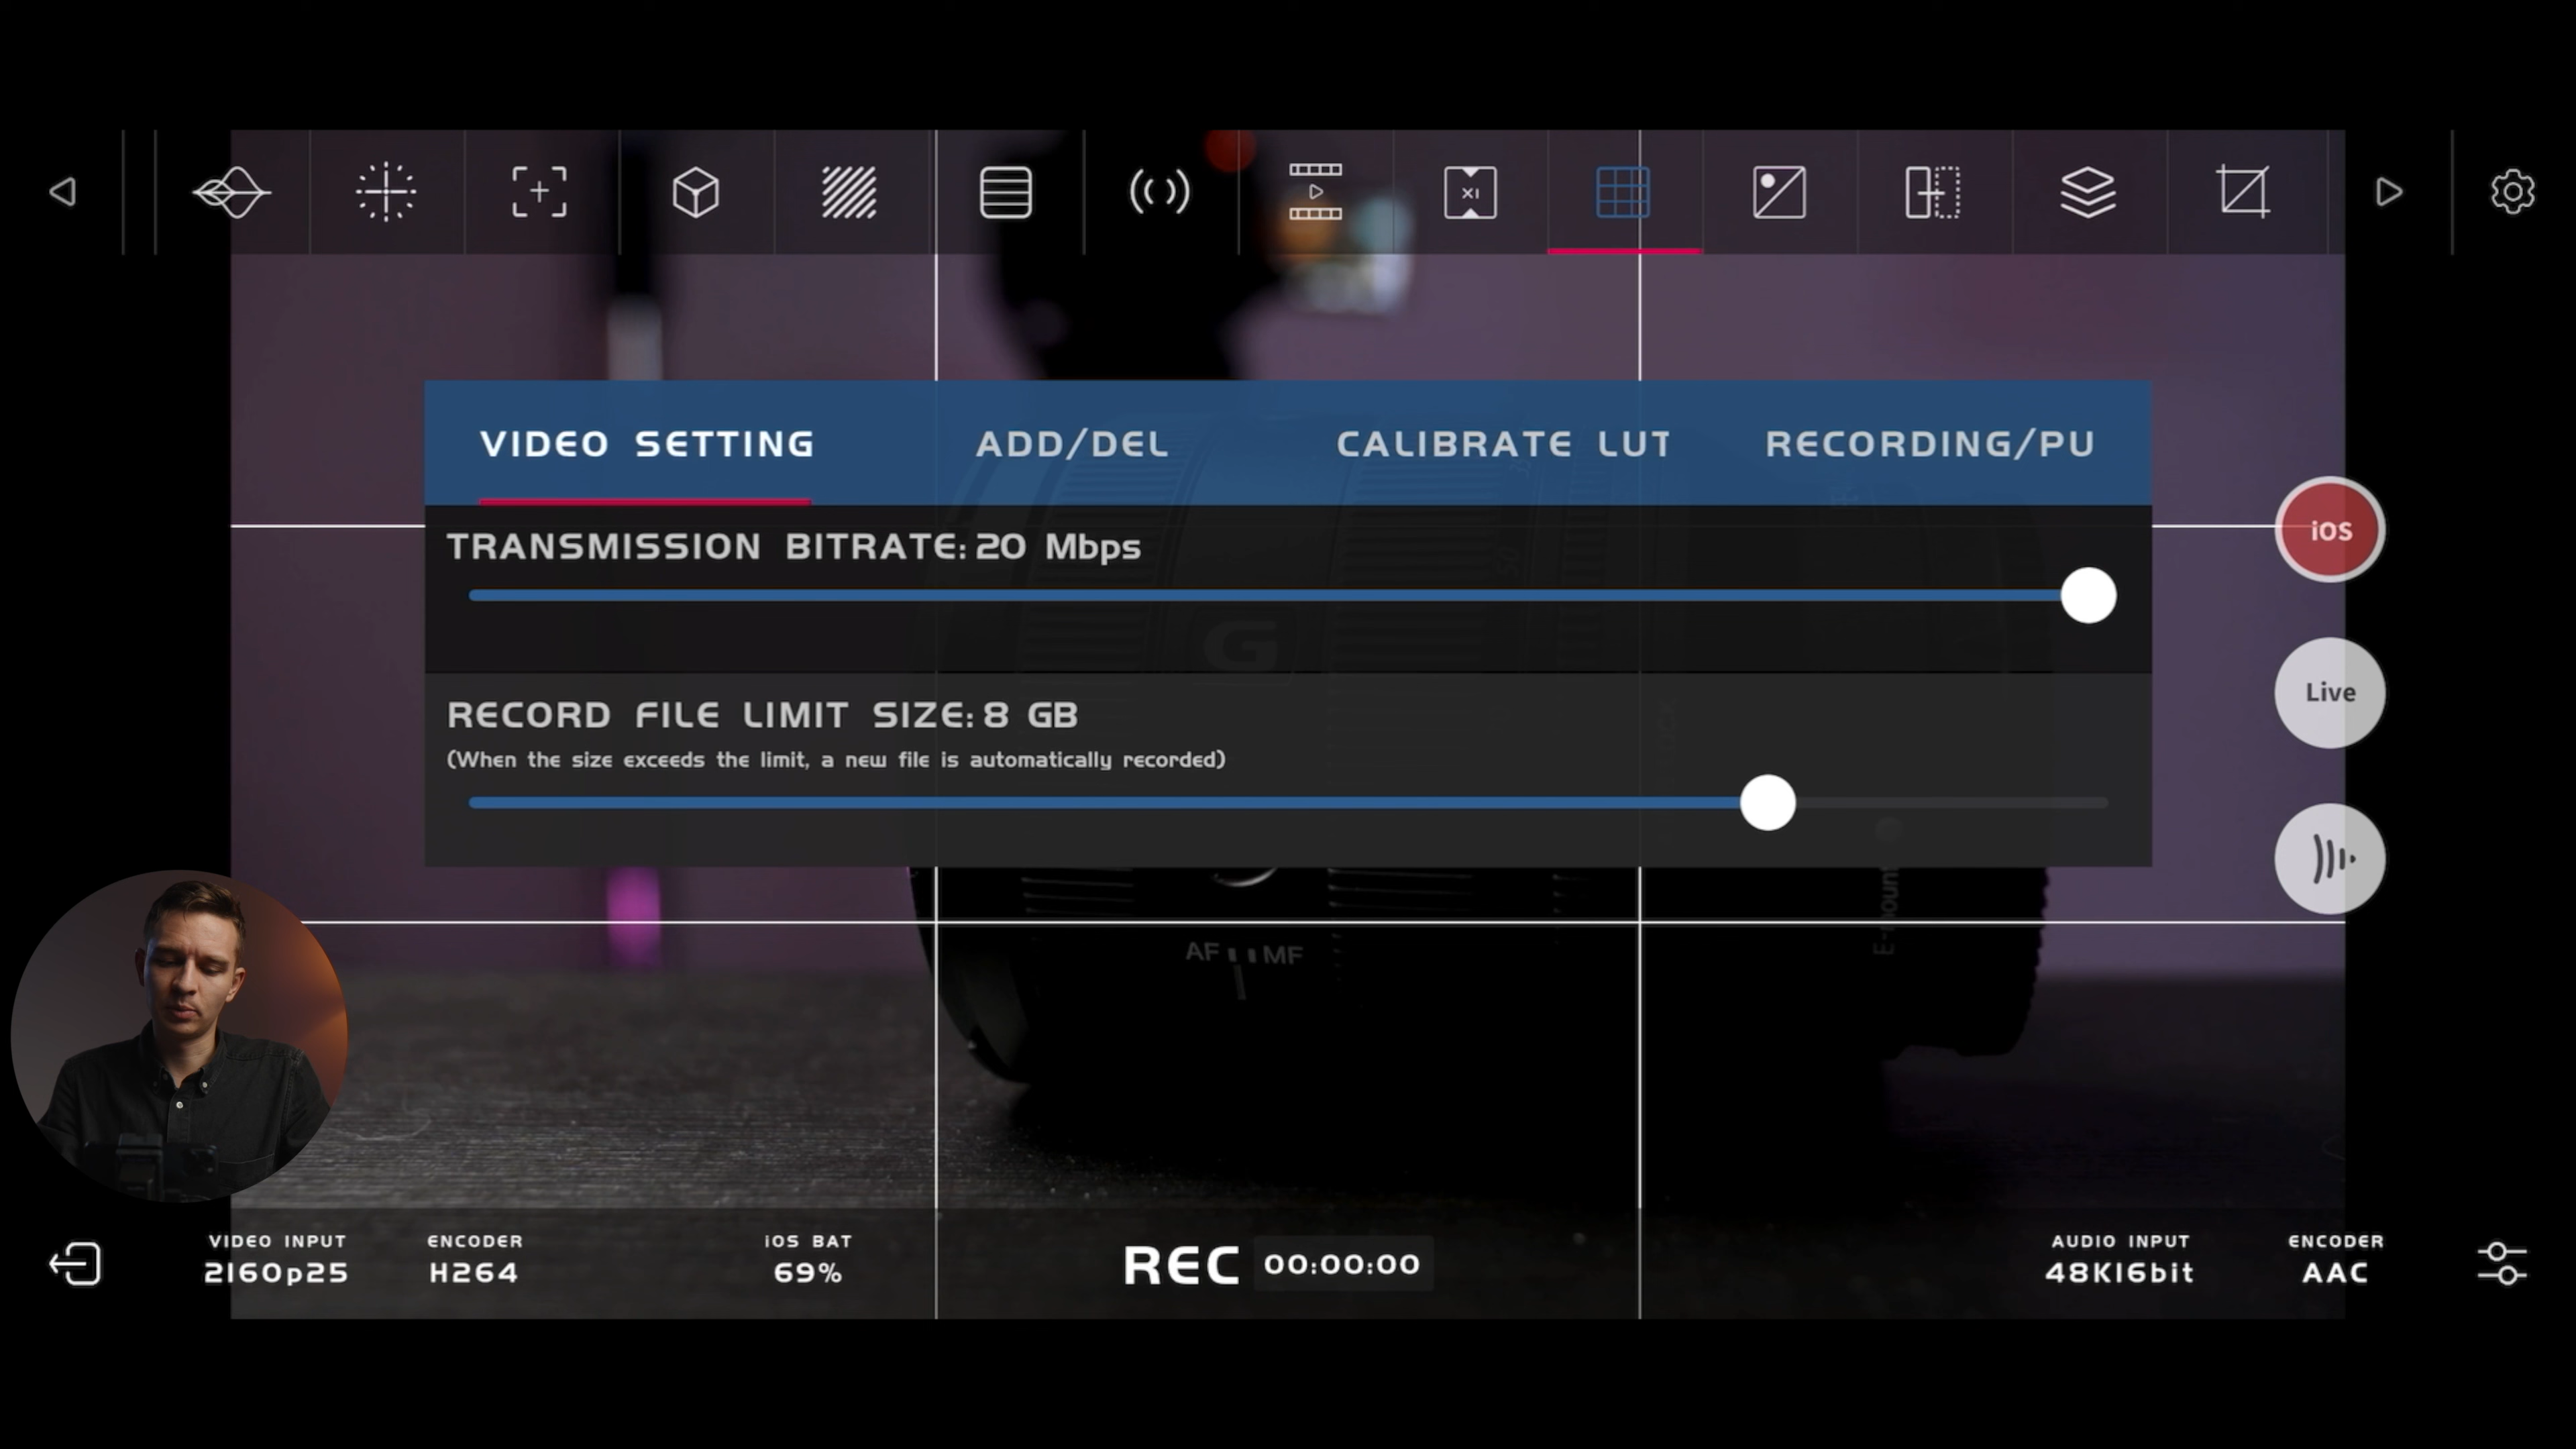 XI
VIDEO SETTING
ADD/DEL
CALIBRATE LUT
RECORDING/PU
TRANSMISSION BITRATE: 20 Mbps
RECORD FILE LIMIT SIZE: 8 GB
(When the size exceeds the limit, a new file is automatically recorded)
iOS
Live
G
AF
MF
VIDEO INPUT
2160p25
ENCODER
H264
iOS BAT
69%
REC 00:00:00
AUDIO INPUT
48K16bit
ENCODER
AAC